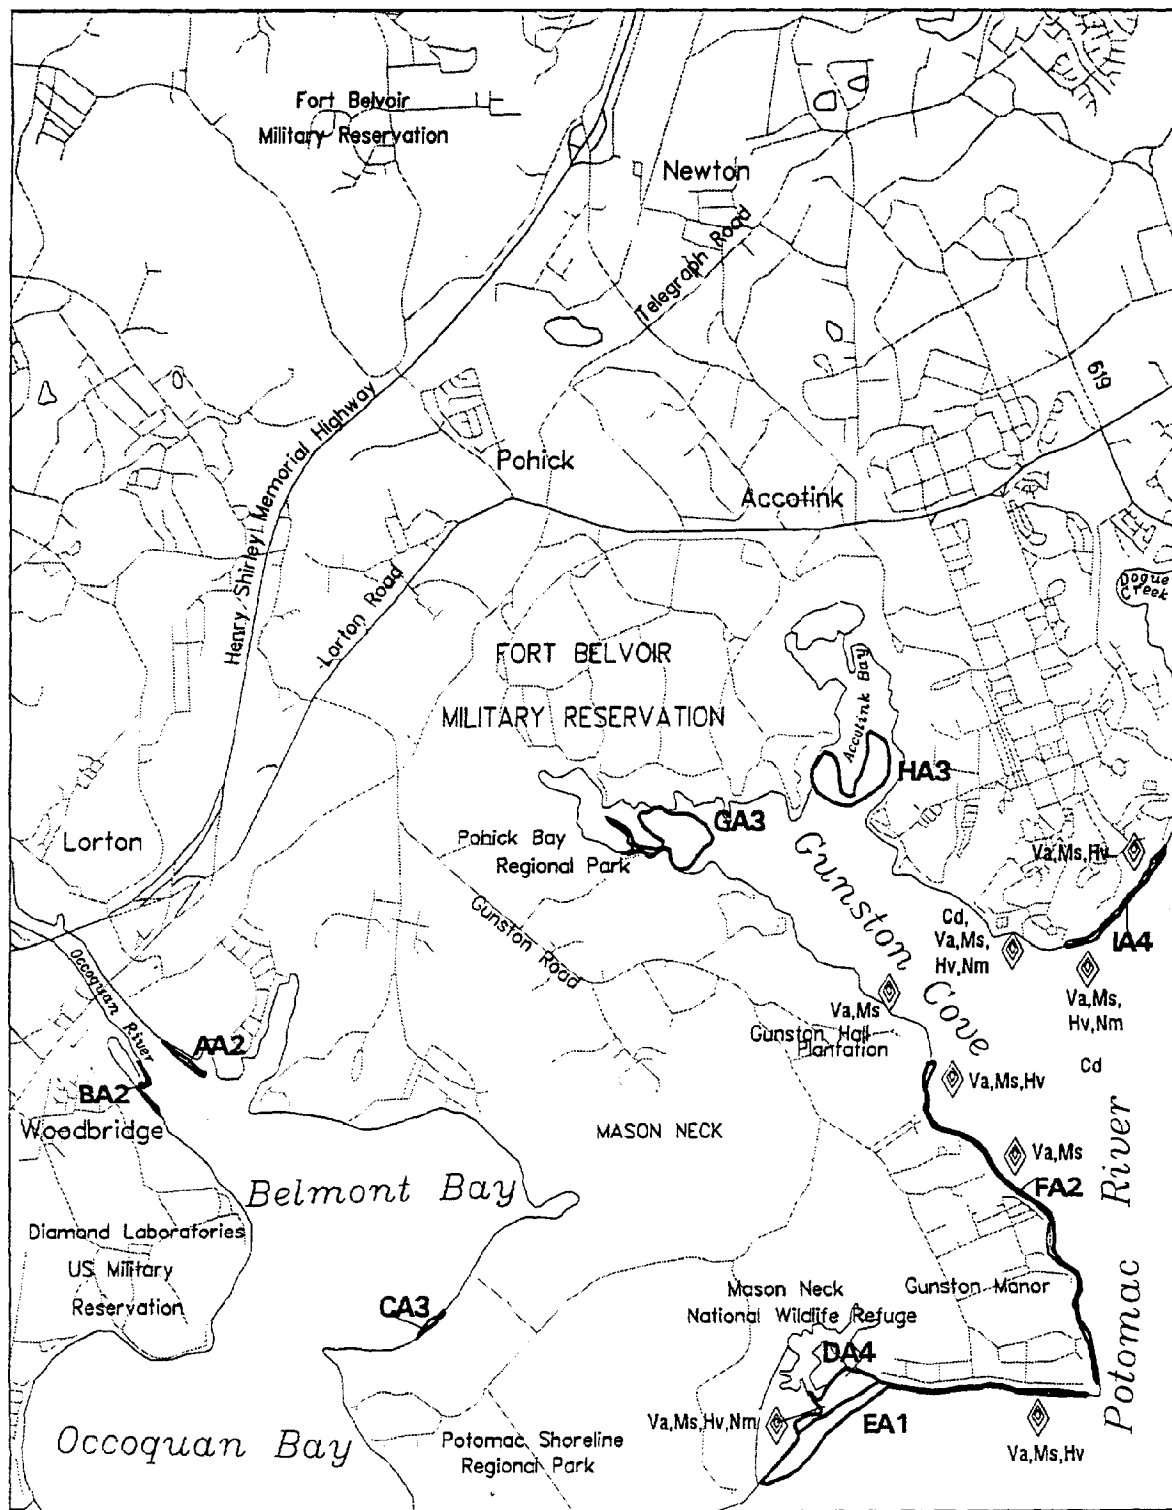 Fort Belvoir
Military Reservation
Newton
Telegraph Road
619
Henry Shirley Memorial Highway
Pohick
Accotink
Lorton Road
Dogue
Creek
FORT BELVOIR
MILITARY RESERVATION
Accotink Bay
HA3
GA3
Lorton
Pohick Bay
Regional Park
Gunston Cove
Va,Ms,Hv
Gunston Road
Cd,
Va,Ms,
Hv,Nm
IA4
Occoquan River
Va,Ms
Va,Ms,
Hv,Nm
Gunston Hall
Plantation
AA2
Cd
Va,Ms,Hv
BA2
Woodbridge
MASON NECK
Va,Ms
Belmont Bay
FA2
Potomac River
Diamond Laboratories
US Military
Reservation
CA3
Mason Neck
National Wildlife Refuge
Gunston Manor
DA4
Va,Ms,Hv,Nm
EA1
Occoquan Bay
Potomac Shoreline
Regional Park
Va,Ms,Hv